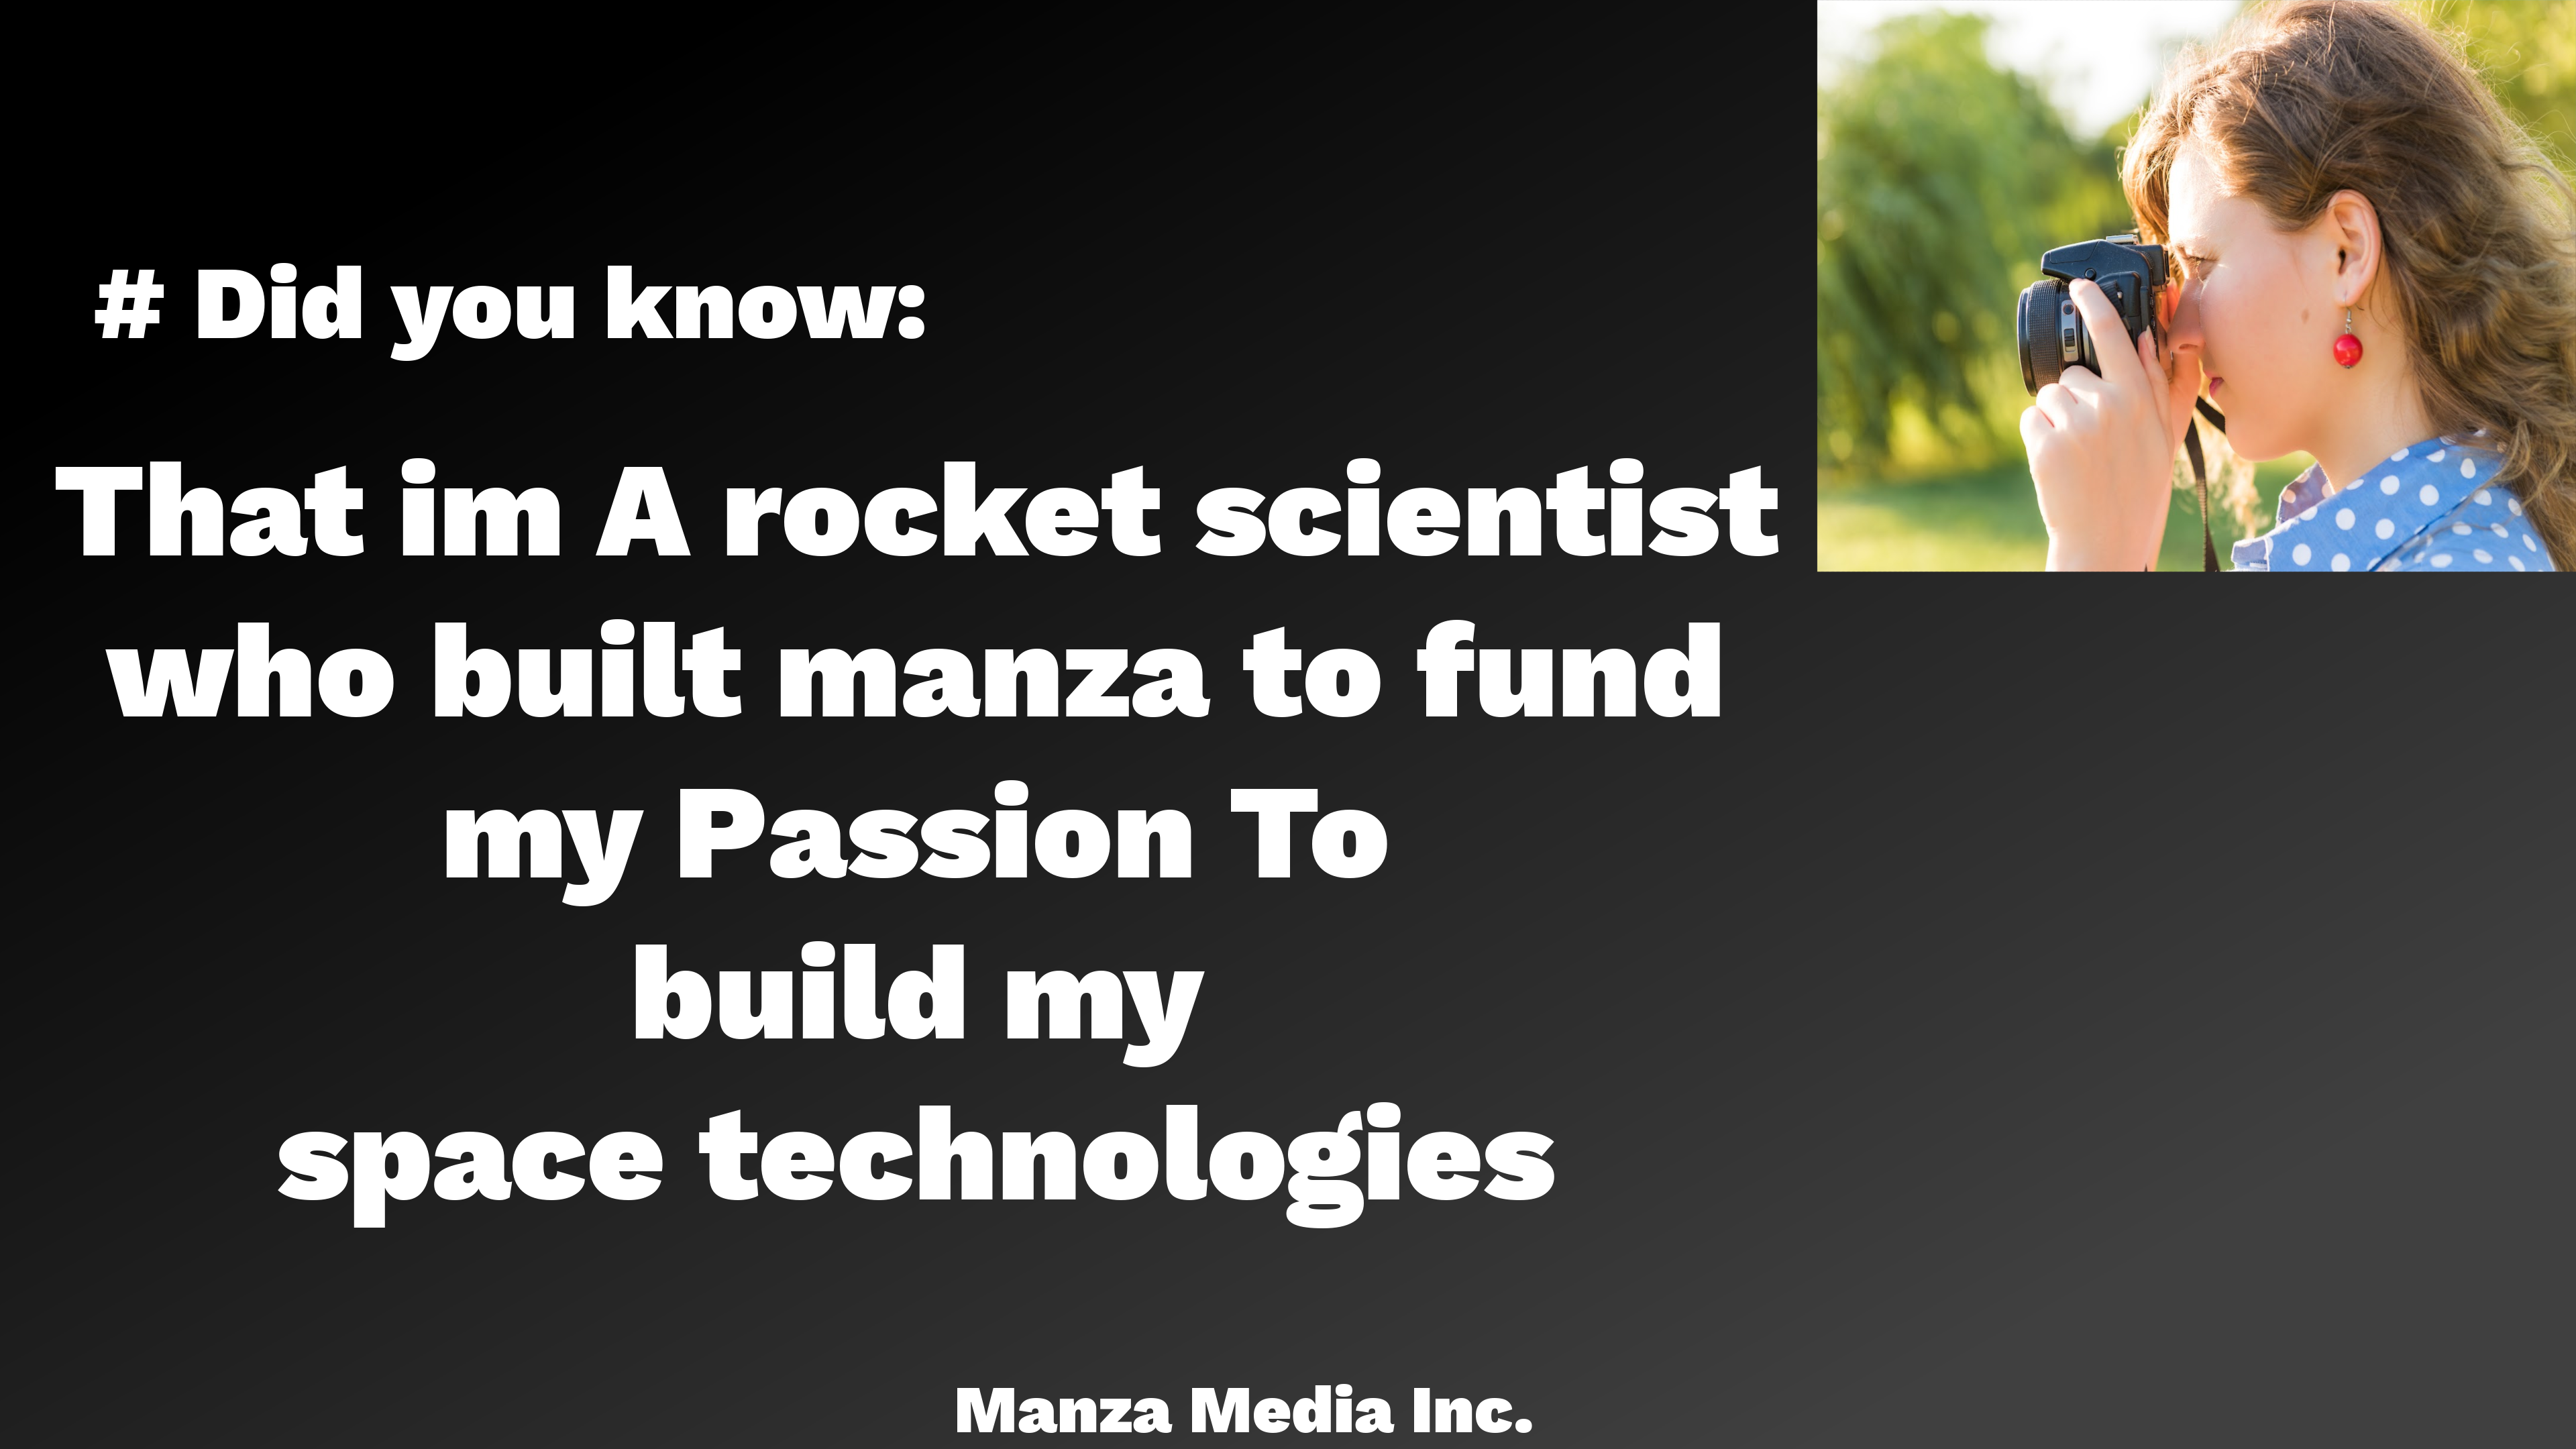 # Did you know:
That im A rocket scientist
who built manza to fund
my Passion To
build my
space technologies
Manza Media Inc.